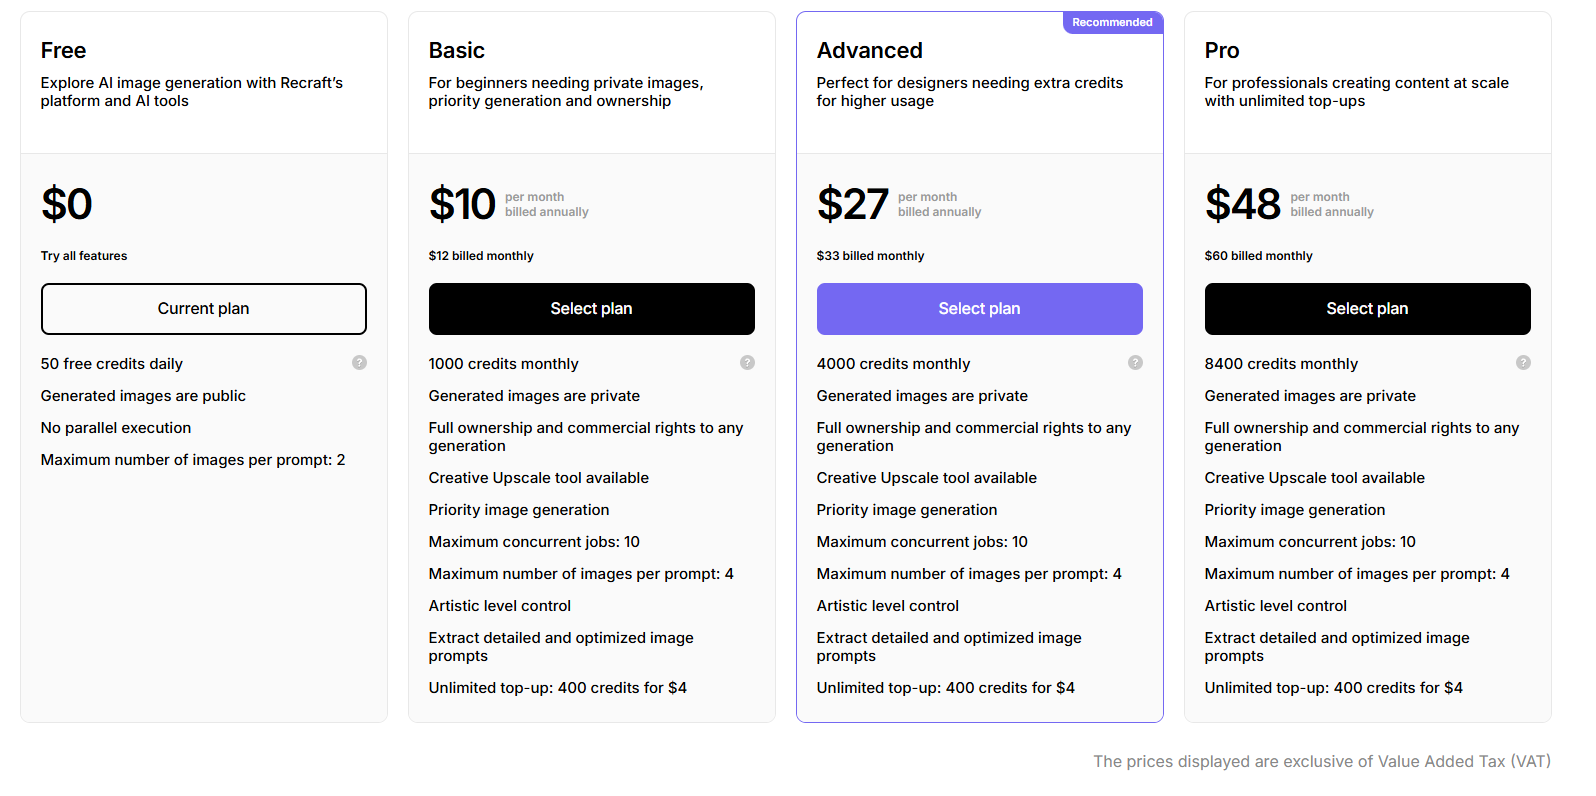 Free
Explore AI image generation with Recraft’s
platform and AI tools
$0
Try all features
Current plan
50 free credits daily
?
Generated images are public
No parallel execution
Maximum number of images per prompt: 2
Basic
For beginners needing private images,
priority generation and ownership
$10
per month
billed annually
$12 billed monthly
Select plan
1000 credits monthly
?
Generated images are private
Full ownership and commercial rights to any
generation
Creative Upscale tool available
Priority image generation
Maximum concurrent jobs: 10
Maximum number of images per prompt: 4
Artistic level control
Extract detailed and optimized image
prompts
Unlimited top-up: 400 credits for $4
Recommended
Advanced
Perfect for designers needing extra credits
for higher usage
$27
per month
billed annually
$33 billed monthly
Select plan
4000 credits monthly
?
Generated images are private
Full ownership and commercial rights to any
generation
Creative Upscale tool available
Priority image generation
Maximum concurrent jobs: 10
Maximum number of images per prompt: 4
Artistic level control
Extract detailed and optimized image
prompts
Unlimited top-up: 400 credits for $4
Pro
For professionals creating content at scale
with unlimited top-ups
$48
per month
billed annually
$60 billed monthly
Select plan
8400 credits monthly
?
Generated images are private
Full ownership and commercial rights to any
generation
Creative Upscale tool available
Priority image generation
Maximum concurrent jobs: 10
Maximum number of images per prompt: 4
Artistic level control
Extract detailed and optimized image
prompts
Unlimited top-up: 400 credits for $4
The prices displayed are exclusive of Value Added Tax (VAT)